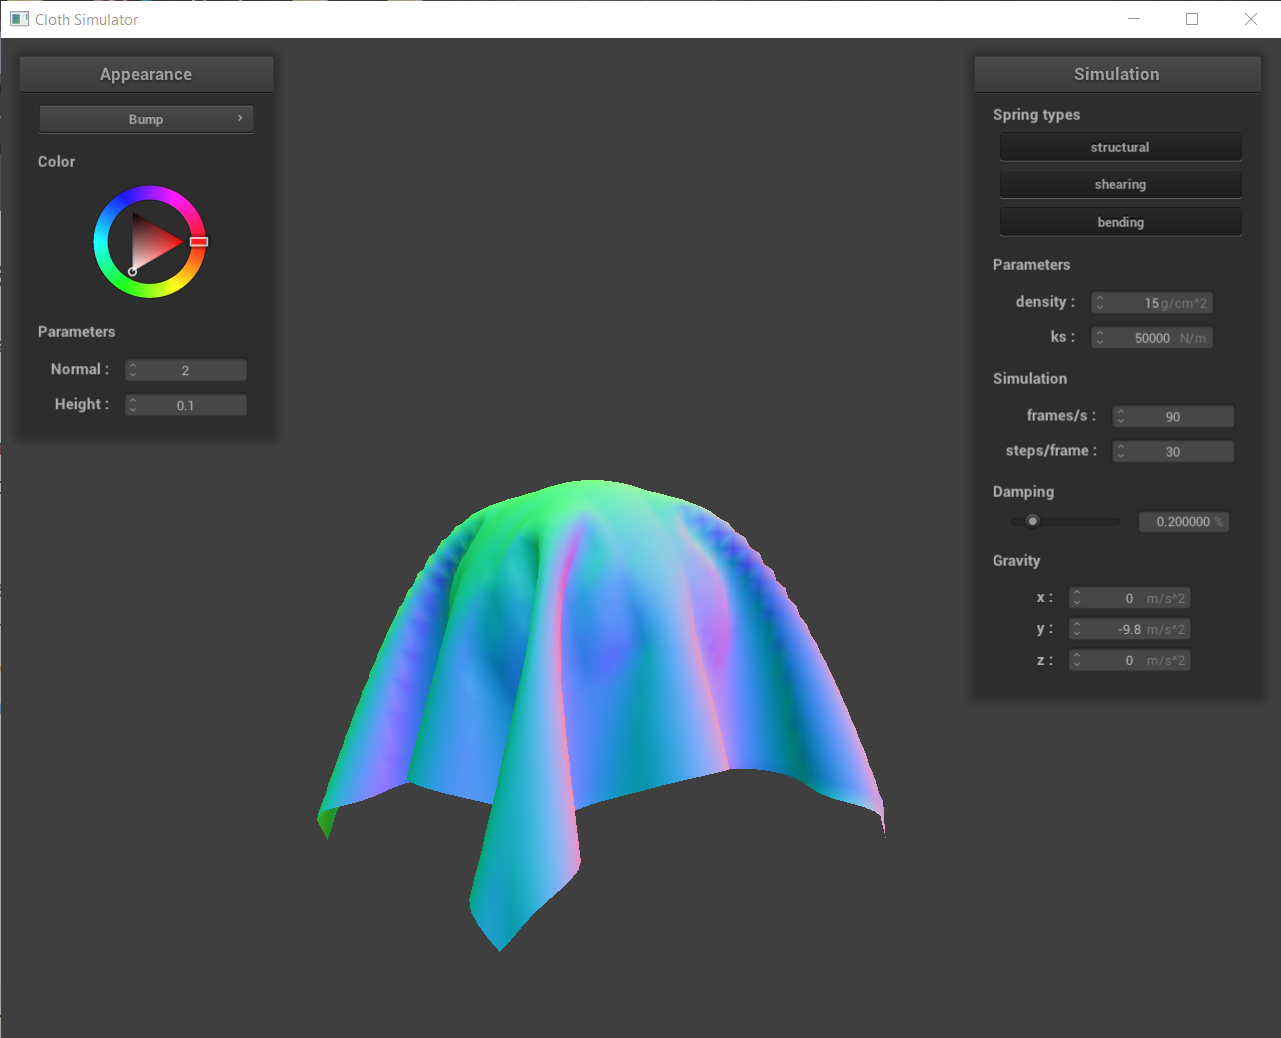 Cloth Simulator
Appearance
Bump
Color
Parameters
Normal : 2
Height : 0.1
Simulation
Spring types
structural
shearing
bending
Parameters
density : 15 g/cm^2
ks : 50000 N/m
Simulation
frames/s : 90
steps/frame : 30
Damping
0.200000 %
Gravity
x : 0 m/s^2
y : -9.8 m/s^2
z : 0 m/s^2